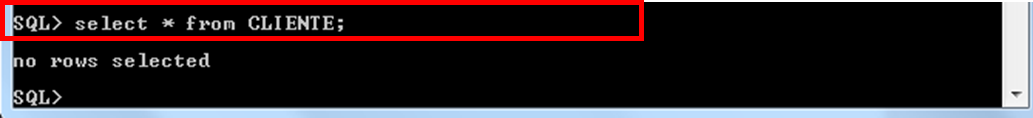 SQL> select * from CLIENTE;
no rows selected
SQL>